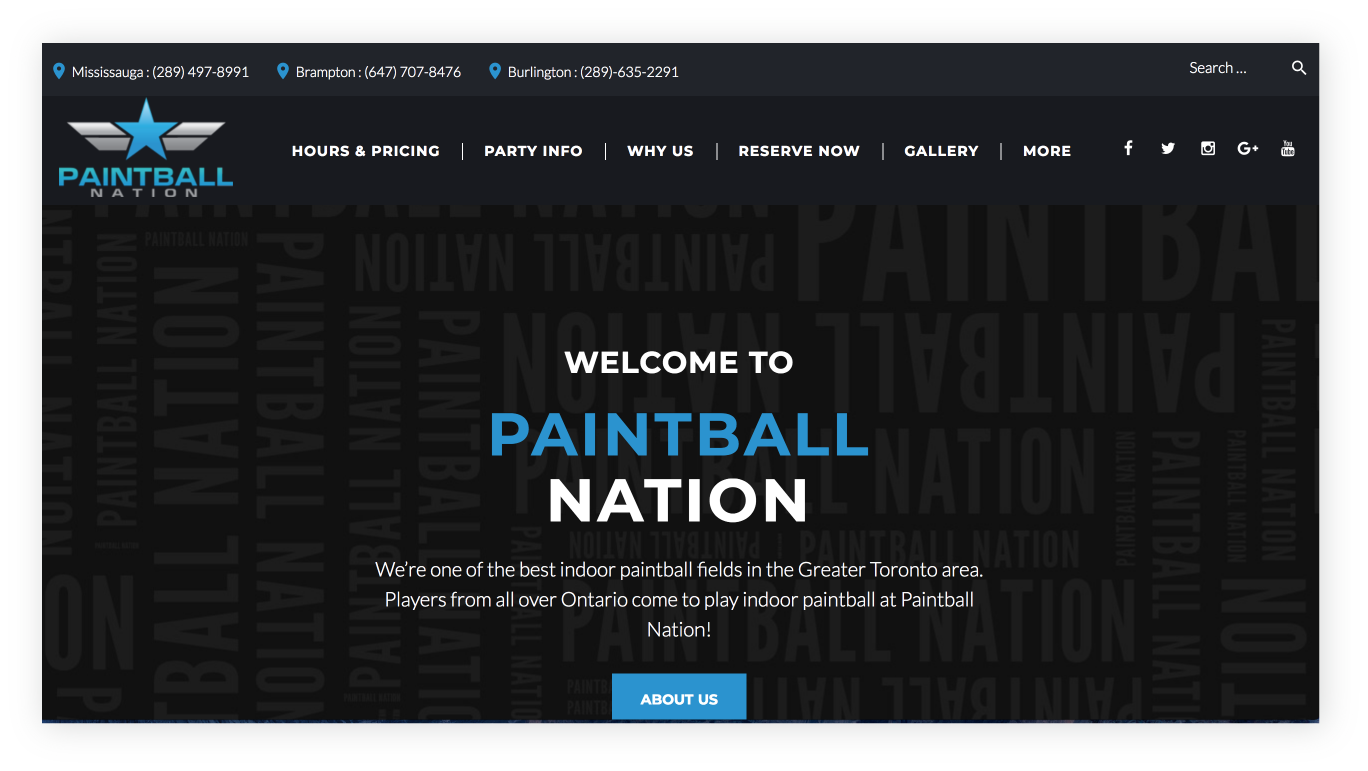 Mississauga : (289) 497-8991 Brampton : (647) 707-8476 Burlington : (289)-635-2291 Search ...
PAINTBALL
NATION
HOURS & PRICING | PARTY INFO | WHY US | RESERVE NOW | GALLERY | MORE
You
Tube
WELCOME TO
PAINTBALL
NATION
We’re one of the best indoor paintball fields in the Greater Toronto area.
Players from all over Ontario come to play indoor paintball at Paintball
Nation!
ABOUT US